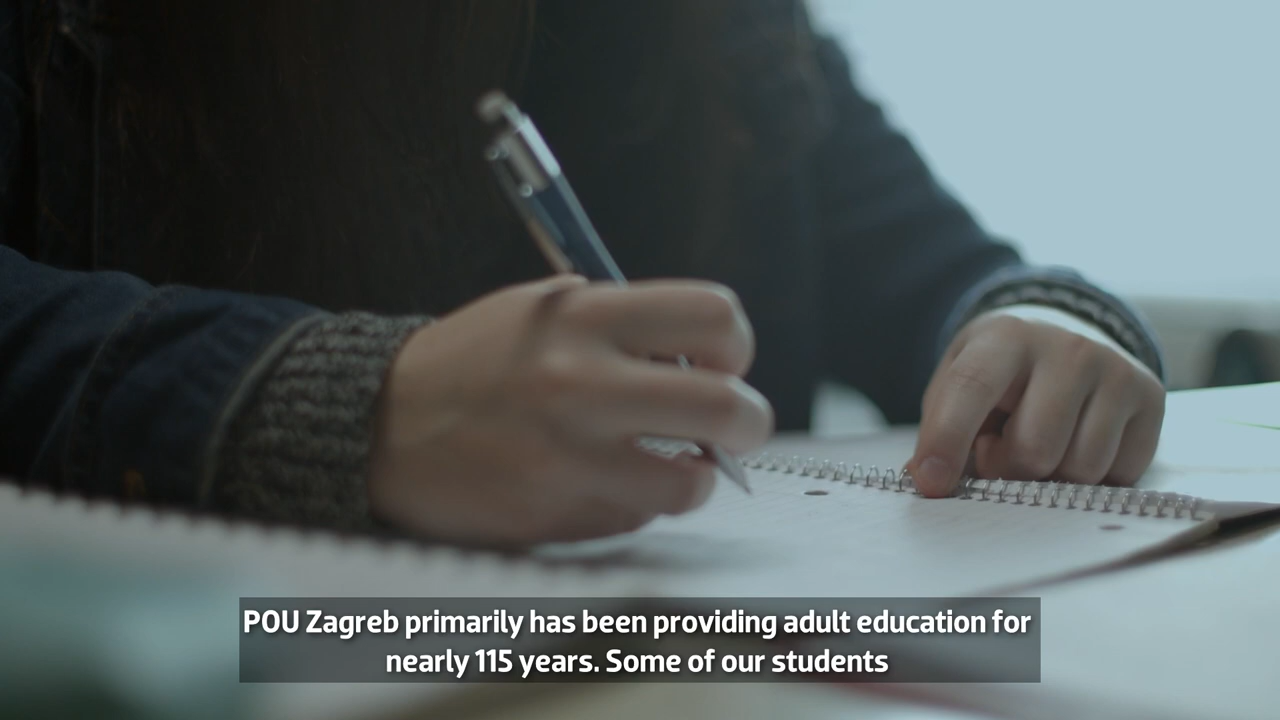 POU Zagreb primarily has been providing adult education for
nearly 115 years. Some of our students